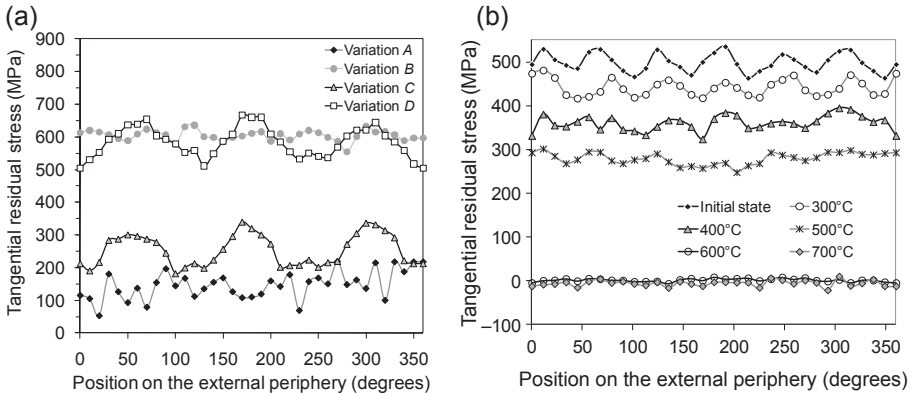 (a)
Tangential residual stress (MPa)
900
800
700
600
500
400
300
200
100
0
Variation A
Variation B
Variation C
Variation D
0 50 100 150 200 250 300 350
Position on the external periphery (degrees)
(b)
Tangential residual stress (MPa)
500
400
300
200
100
0
–100
Initial state
300°C
400°C
500°C
600°C
700°C
0 50 100 150 200 250 300 350
Position on the external periphery (degrees)